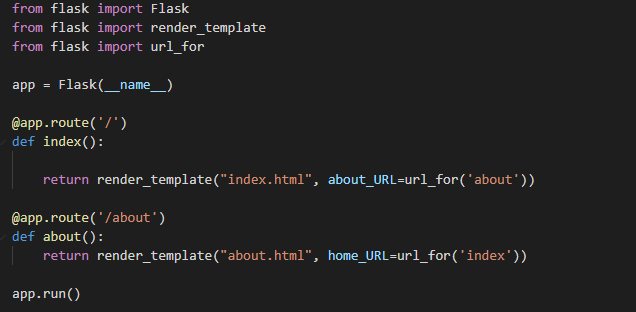 from flask import Flask
from flask import render_template
from flask import url_for
app = Flask(__name__)
@app.route('/')
def index():
return render_template("index.html", about_URL=url_for('about'))
@app.route('/about')
def about():
return render_template("about.html", home_URL=url_for('index'))
app.run()